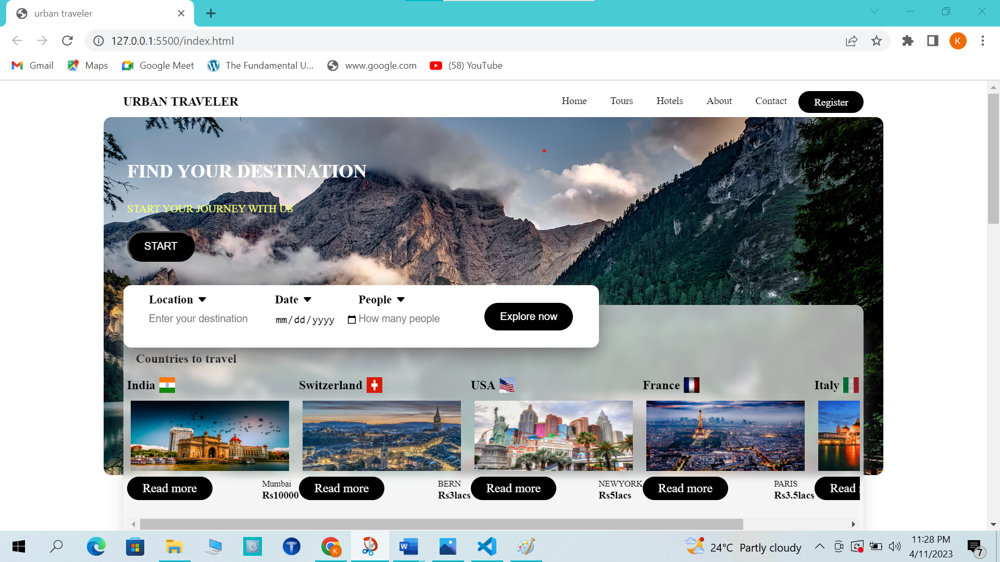 urban traveler
127.0.0.1:5500/index.html
K
Gmail
Maps
Google Meet
The Fundamental U...
www.google.com
(58) YouTube
URBAN TRAVELER
Home
Tours
Hotels
About
Contact
Register
FIND YOUR DESTINATION
START YOUR JOURNEY WITH US
START
Location
Date
People
Enter your destination
mm/dd/yyyy
How many people
Explore now
Countries to travel
India
Switzerland
USA
France
Italy
Read more
Mumbai
Rs10000
Read more
BERN
Rs3lacs
Read more
NEWYORK
Rs5lacs
Read more
PARIS
Rs3.5lacs
Read
24°C Partly cloudy
11:28 PM
4/11/2023
7